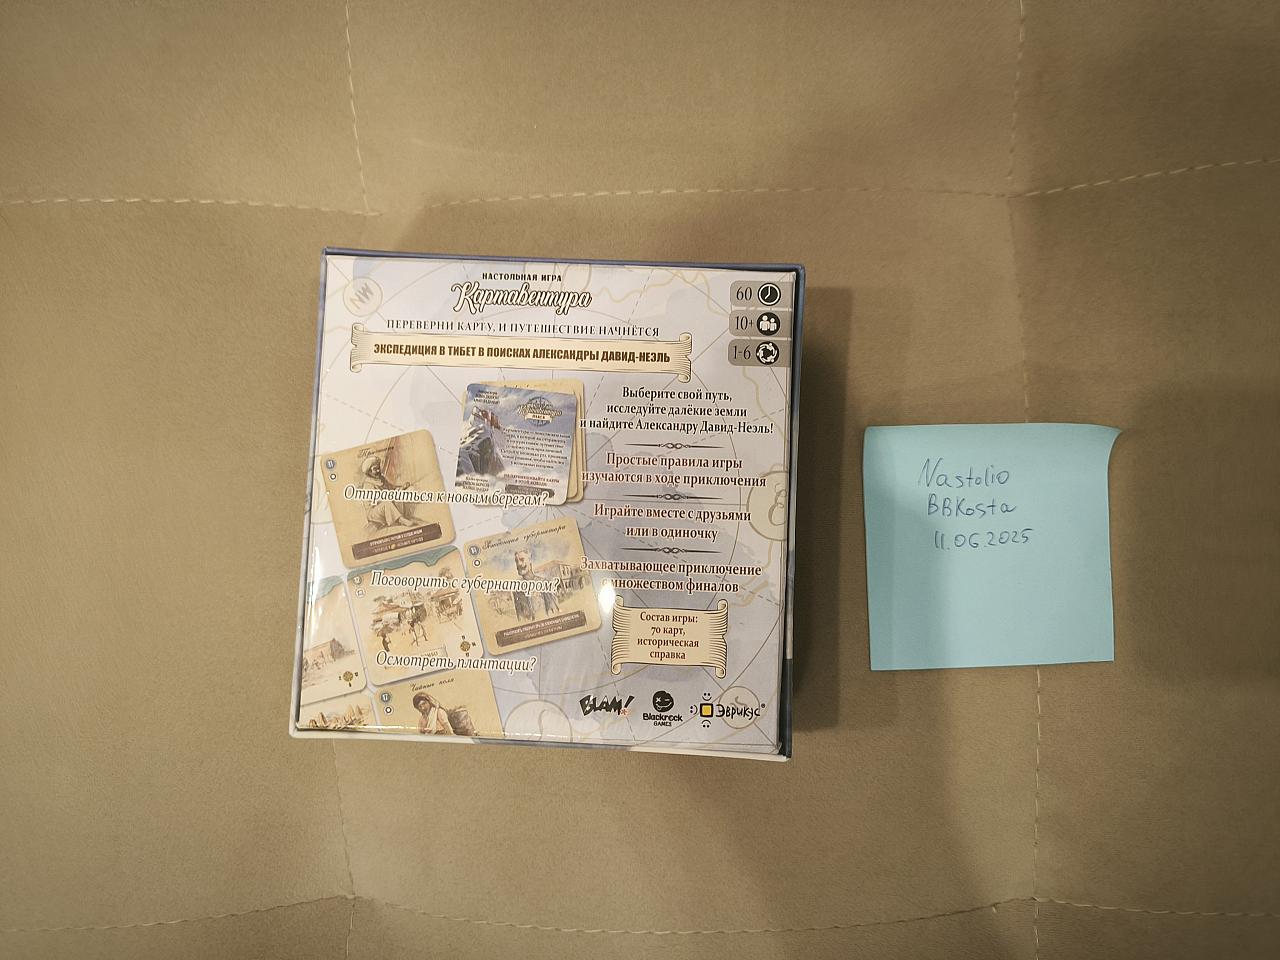 НАСТОЛЬНАЯ ИГРА
Картавентура
ПЕРЕВЕРНИ КАРТУ, И ПУТЕШЕСТВИЕ НАЧНЁТСЯ
ЭКСПЕДИЦИЯ В ТИБЕТ В ПОИСКАХ АЛЕКСАНДРЫ ДАВИД-НЕЭЛЬ
60
10+
1-6
NW
Выберите свой путь,
исследуйте далёкие земли
и найдите Александру Давид-Неэль!
Простые правила игры
изучаются в ходе приключения
Играйте вместе с друзьями
или в одиночку
Захватывающее приключение
с множеством финалов
Состав игры:
70 карт,
историческая
справка
Отправиться к новым берегам?
Поговорить с губернатором?
Осмотреть плантации?
Чайные поля
BLAM!
Blackrock
GAMES
Эврикус
Nastolio
BBKosta
11.06.2025